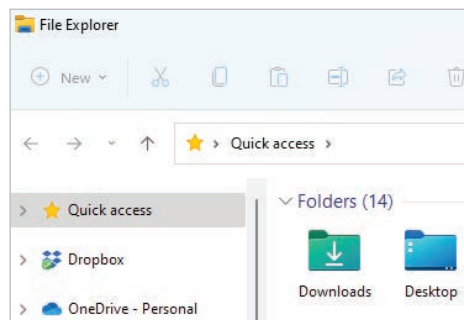 File Explorer
New
Quick access
Quick access
Folders (14)
Dropbox
Downloads Desktop
OneDrive - Personal